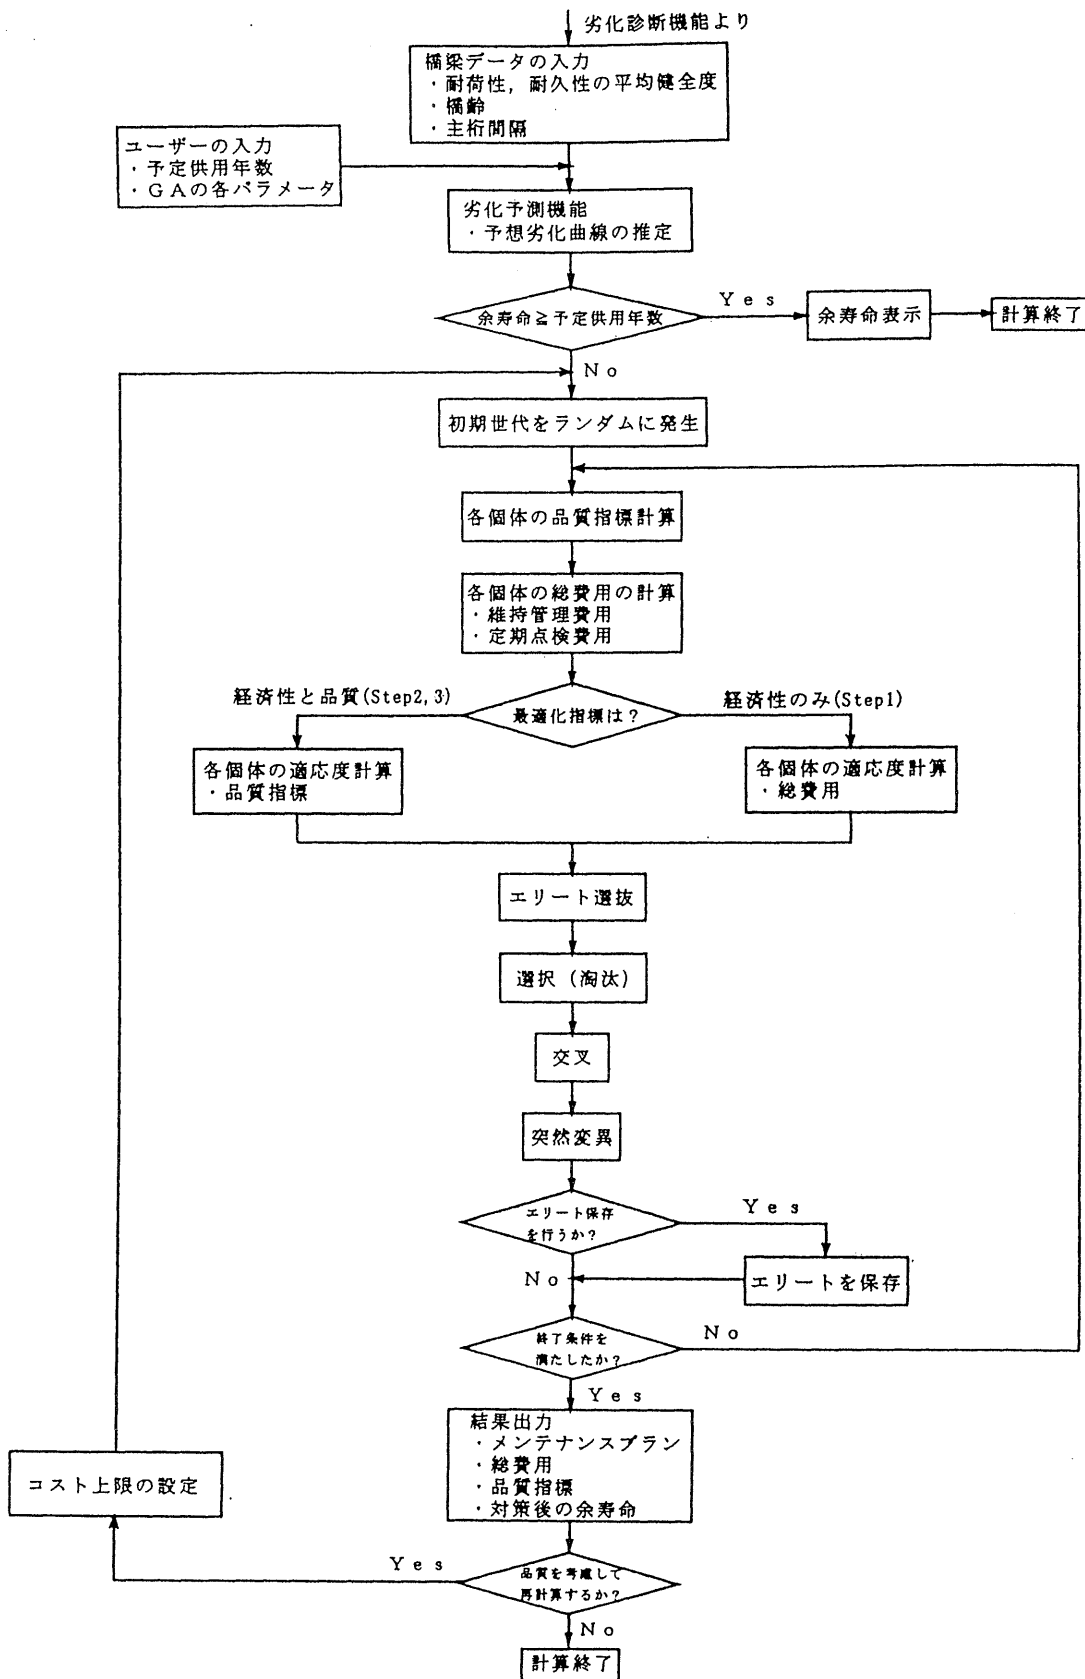 劣化診断機能より
橋梁データの入力
・耐荷性，耐久性の平均健全度
・橋齢
・主桁間隔
ユーザーの入力
・予定供用年数
・ＧＡの各パラメータ
劣化予測機能
・予想劣化曲線の推定
余寿命≧予定供用年数
Yes
余寿命表示
計算終了
No
初期世代をランダムに発生
各個体の品質指標計算
各個体の総費用の計算
・維持管理費用
・定期点検費用
経済性と品質(Step2,3)
最適化指標は？
経済性のみ(Step1)
各個体の適応度計算
・品質指標
各個体の適応度計算
・総費用
エリート選抜
選択（淘汰）
交叉
突然変異
エリート保存
を行うか？
Yes
No
エリートを保存
終了条件を
満たしたか？
No
Yes
結果出力
・メンテナンスプラン
・総費用
・品質指標
・対策後の余寿命
コスト上限の設定
Yes
品質を考慮して
再計算するか？
No
計算終了